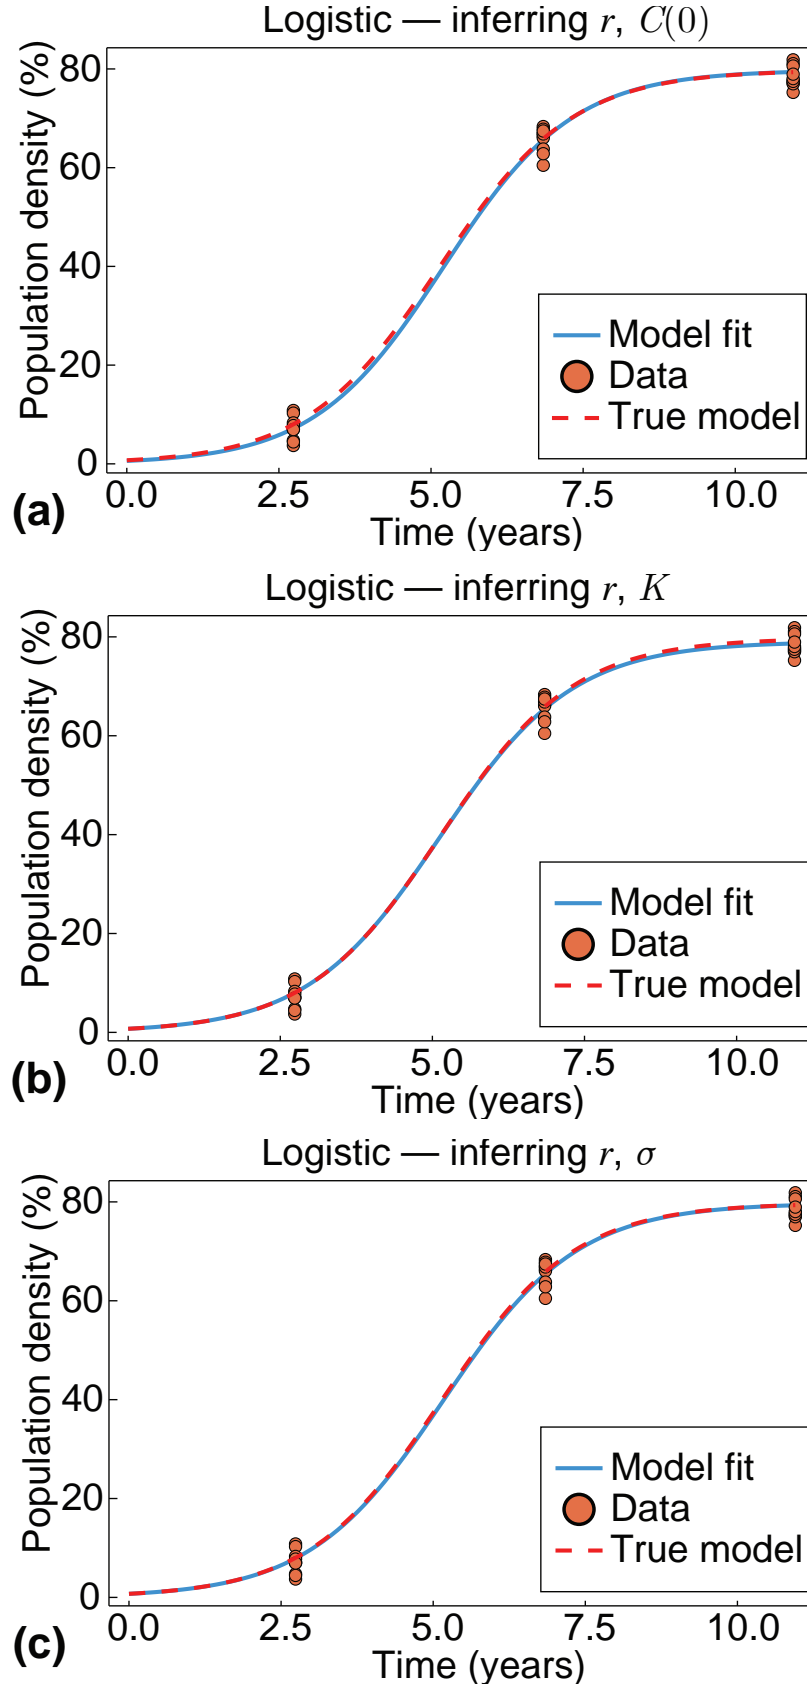 Logistic — inferring r, C(0)
Population density (%)
80
60
40
20
0
Model fit
Data
True model
0.0 2.5 5.0 7.5 10.0
Time (years)
(a)
Logistic — inferring r, K
Population density (%)
80
60
40
20
0
Model fit
Data
True model
0.0 2.5 5.0 7.5 10.0
Time (years)
(b)
Logistic — inferring r, σ
Population density (%)
80
60
40
20
0
Model fit
Data
True model
0.0 2.5 5.0 7.5 10.0
Time (years)
(c)